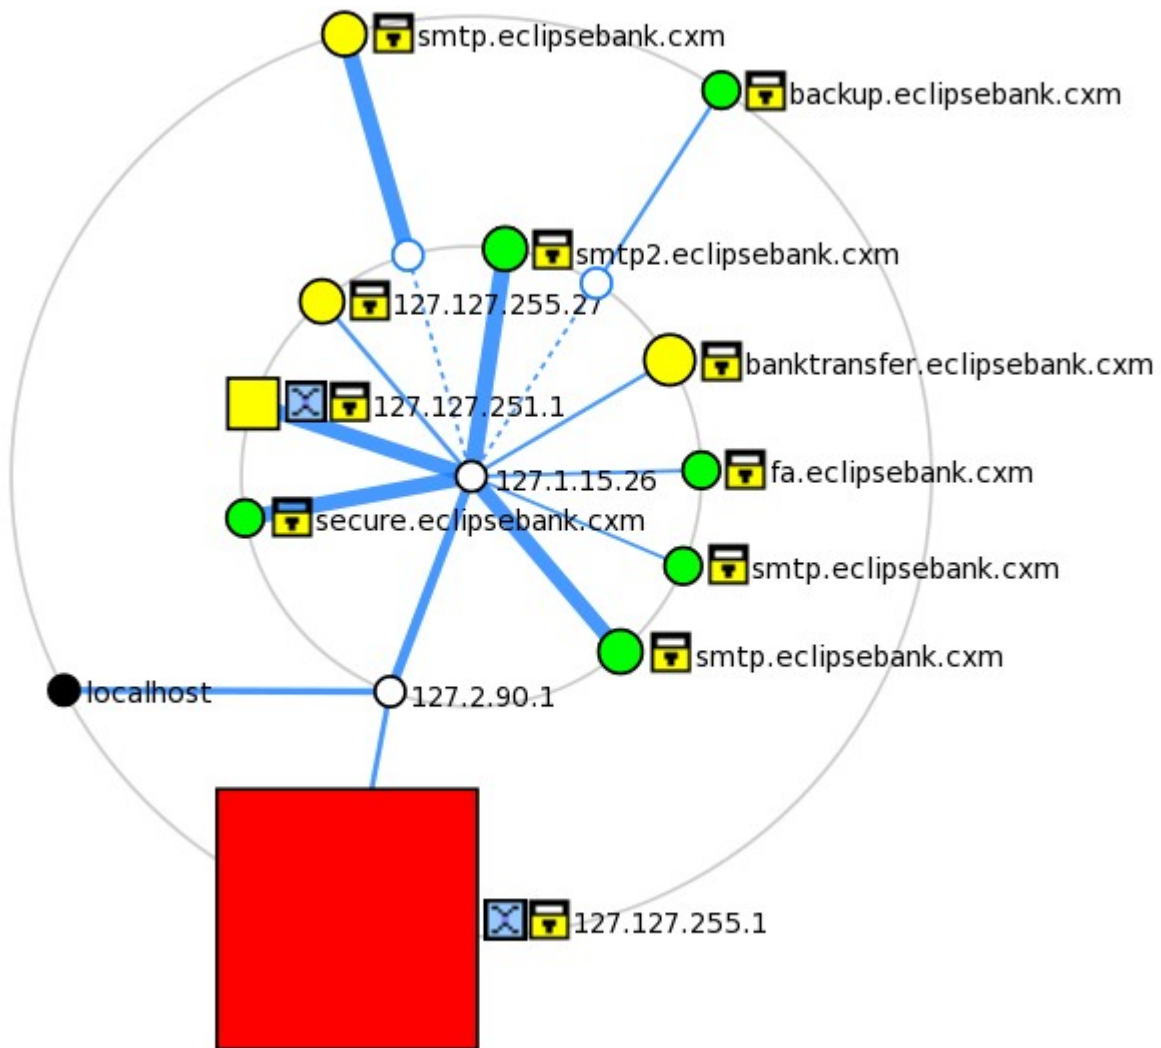 smtp.eclipsebank.cxm
backup.eclipsebank.cxm
smtp2.eclipsebank.cxm
127.127.255.27
banktransfer.eclipsebank.cxm
127.127.251.1
fa.eclipsebank.cxm
127.1.15.26
secure.eclipsebank.cxm
smtp.eclipsebank.cxm
smtp.eclipsebank.cxm
localhost
127.2.90.1
127.127.255.1